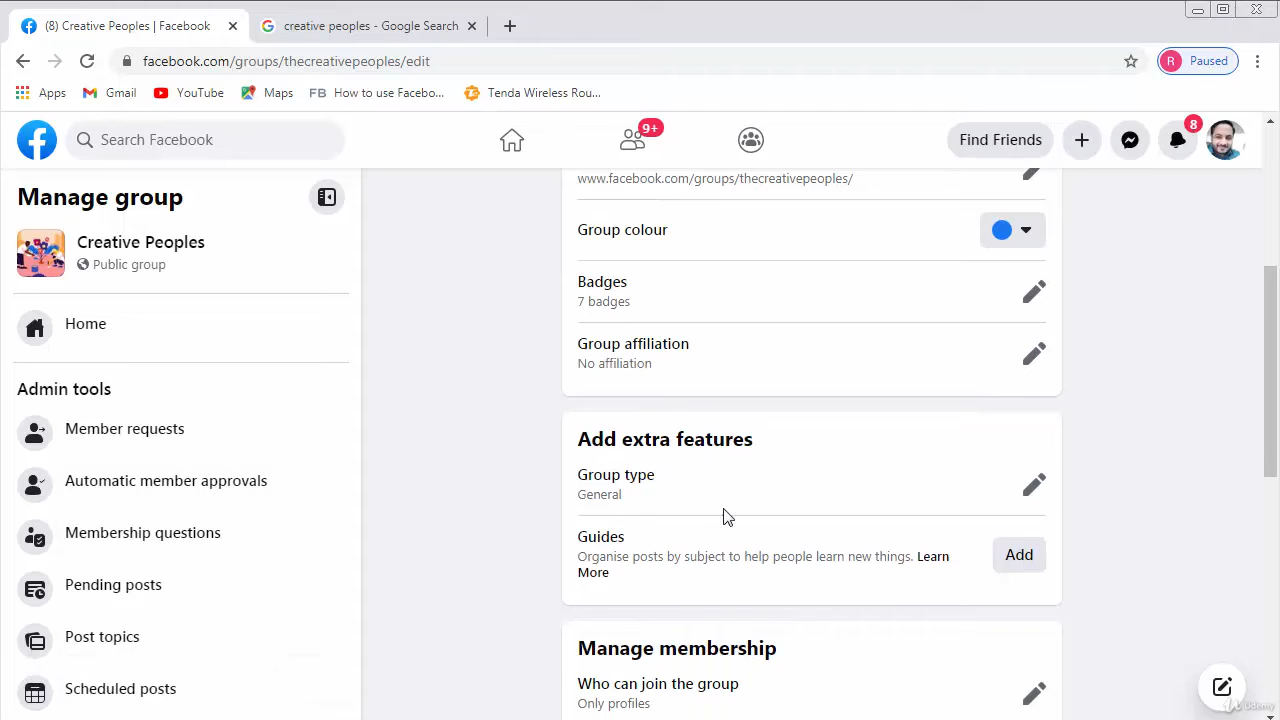 (8) Creative Peoples | Facebook
creative peoples - Google Search
facebook.com/groups/thecreativepeoples/edit
R Paused
Apps
Gmail
YouTube
Maps
FB How to use Facebo...
Tenda Wireless Rou...
Search Facebook
9+
Find Friends
8
Manage group
Creative Peoples
Public group
Home
Admin tools
Member requests
Automatic member approvals
Membership questions
Pending posts
Post topics
Scheduled posts
www.facebook.com/groups/thecreativepeoples/
Group colour
Badges
7 badges
Group affiliation
No affiliation
Add extra features
Group type
General
Guides
Organise posts by subject to help people learn new things. Learn
More
Add
Manage membership
Who can join the group
Only profiles
Udemy